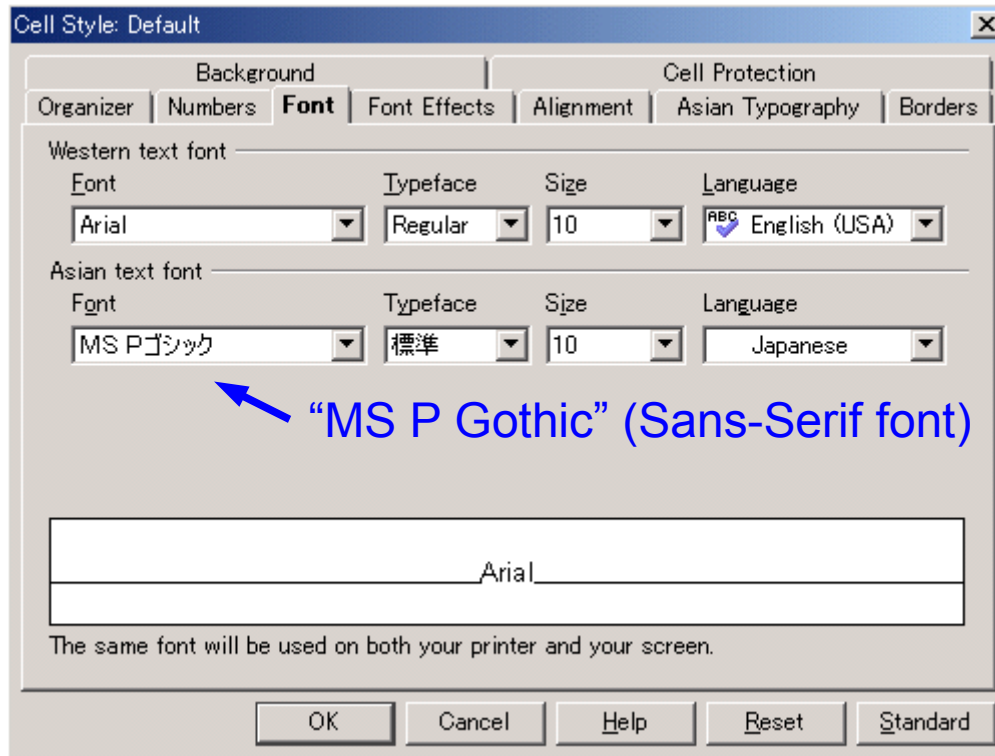 Cell Style: Default
Background Cell Protection
Organizer Numbers Font Font Effects Alignment Asian Typography Borders
Western text font
Font Typeface Size Language
Arial Regular 10 ABC English (USA)
Asian text font
Font Typeface Size Language
MS Pゴシック 標準 10 Japanese
“MS P Gothic” (Sans-Serif font)
Arial
The same font will be used on both your printer and your screen.
OK Cancel Help Reset Standard